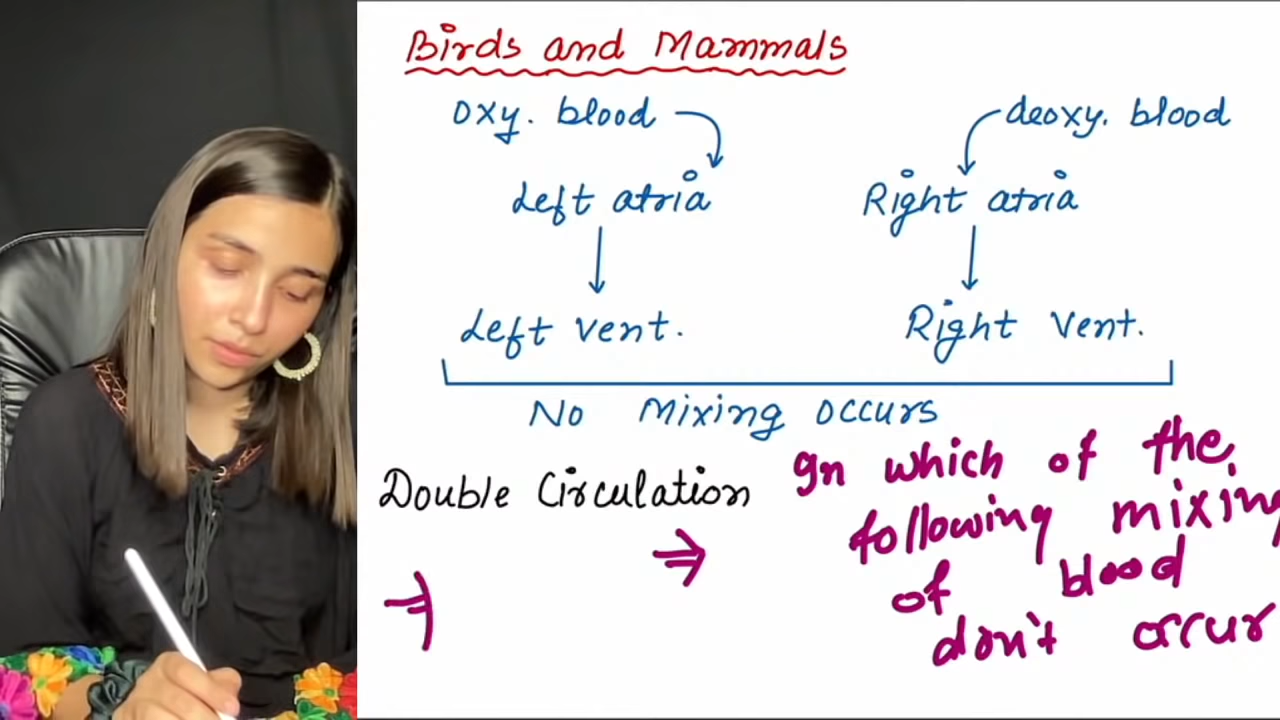 Birds and Mammals
oxy. blood
deoxy. blood
Left atria
Right atria
Left vent.
Right Vent.
No Mixing occurs
Double Circulation
In which of the,
following mixing
of blood
don't occur